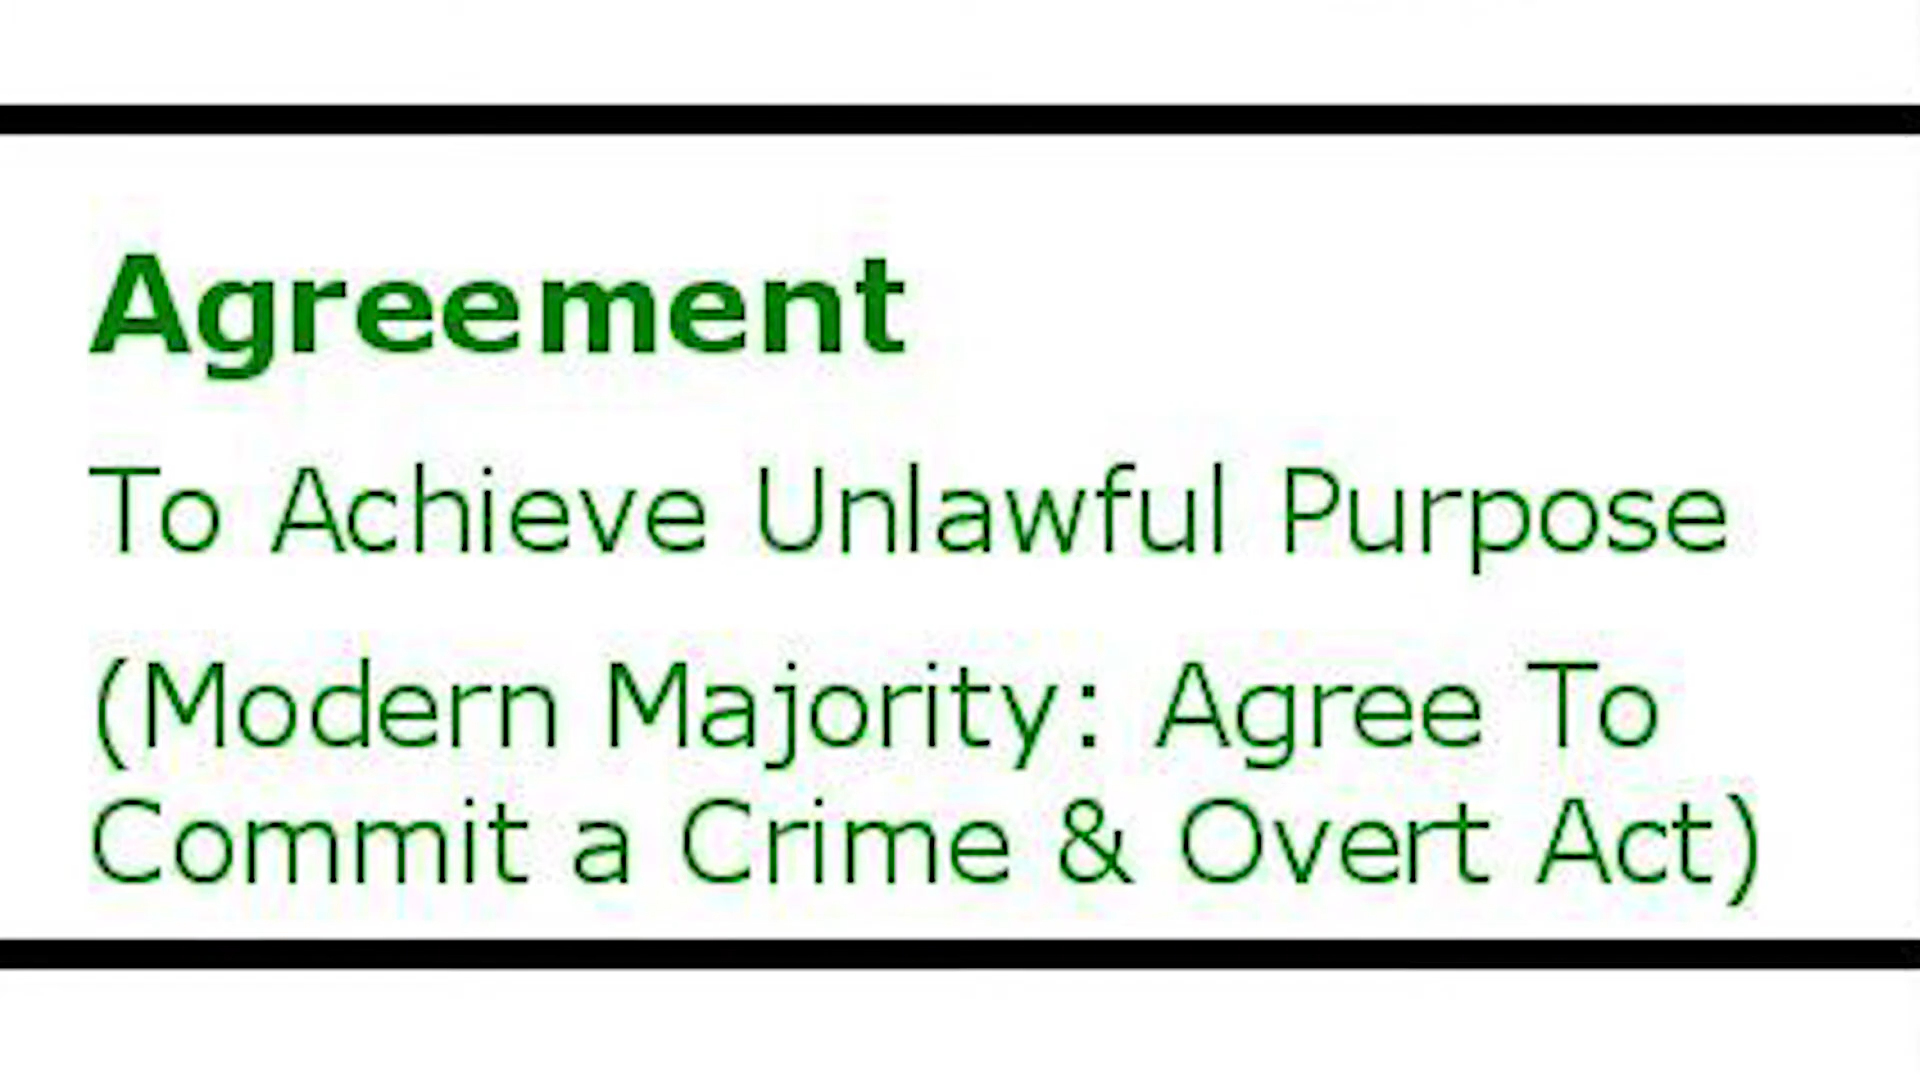 Agreement
To Achieve Unlawful Purpose
(Modern Majority: Agree To
Commit a Crime & Overt Act)